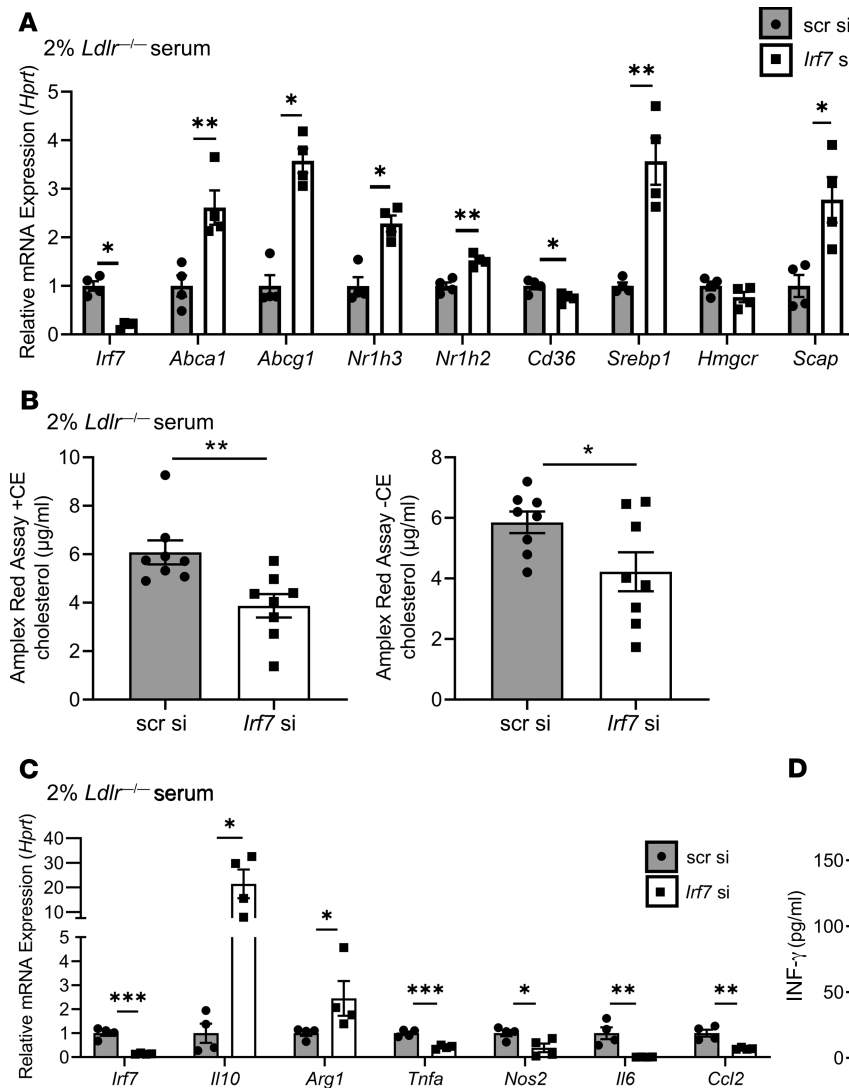 A
2% Ldlr–/– serum
scr si
Irf7 si
Relative mRNA Expression (Hprt)
5
4
3
2
1
0
* ** * * ** * ** *
Irf7 Abca1 Abcg1 Nr1h3 Nr1h2 Cd36 Srebp1 Hmgcr Scap
B
2% Ldlr–/– serum
Amplex Red Assay +CE
cholesterol (µg/ml)
10
8
6
4
2
0
**
scr si Irf7 si
Amplex Red Assay -CE
cholesterol (µg/ml)
8
6
4
2
0
*
scr si Irf7 si
C
2% Ldlr–/– serum
Relative mRNA Expression (Hprt)
40
30
20
10
5
4
3
2
1
0
*** * * *** * ** **
scr si
Irf7 si
Irf7 Il10 Arg1 Tnfa Nos2 Il6 Ccl2
D
INF-γ (pg/ml)
150
100
50
0